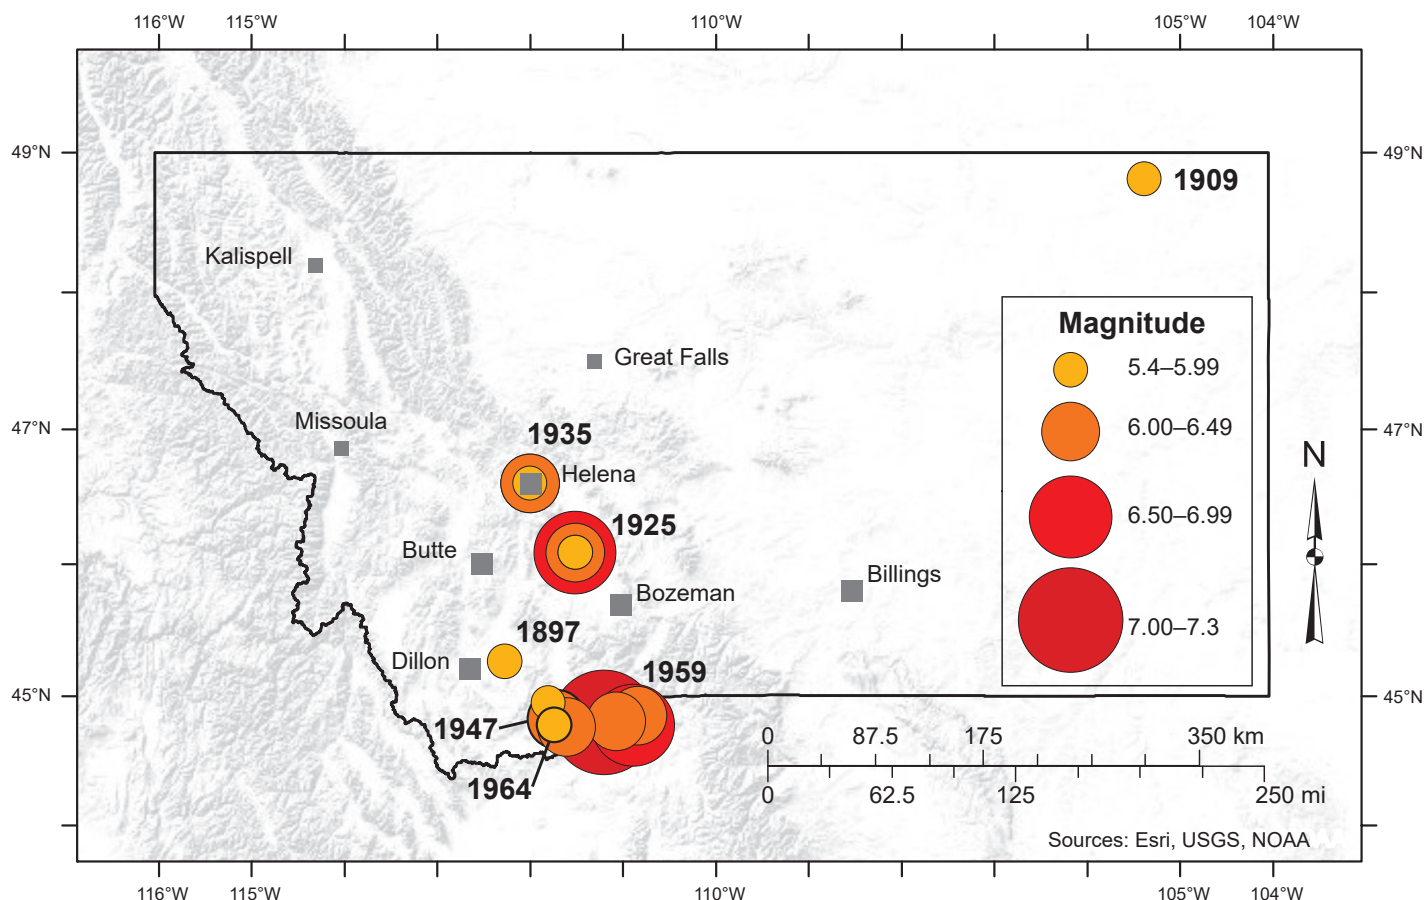 116°W 115°W 110°W 105°W 104°W
49°N 49°N
1909
Kalispell
Magnitude
5.4–5.99
Great Falls
6.00–6.49
Missoula
47°N 47°N
1935
N
Helena
6.50–6.99
1925
Butte
Billings
Bozeman
7.00–7.3
1897
Dillon
1959
45°N 45°N
1947
0 87.5 175 350 km
1964
0 62.5 125 250 mi
Sources: Esri, USGS, NOAA
116°W 115°W 110°W 105°W 104°W